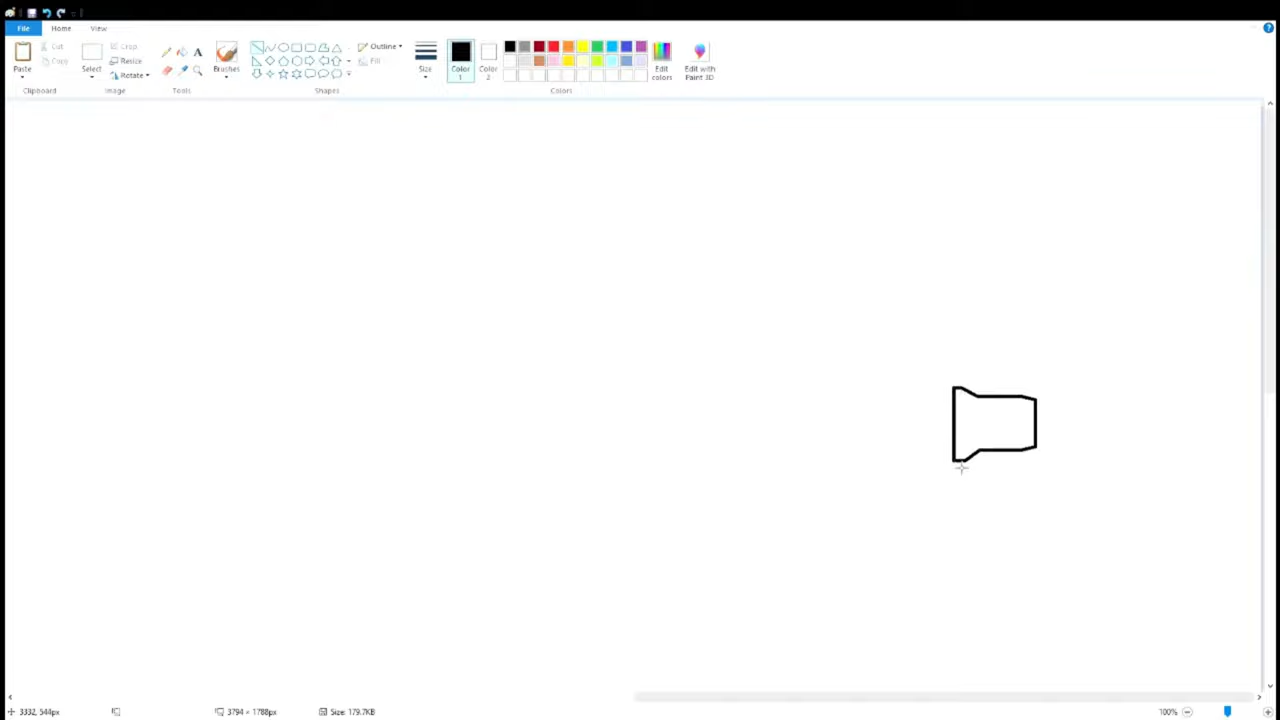 File Home View
Paste Cut Copy Clipboard
Select Crop Resize Rotate Image
Tools
Brushes
Outline Fill Shapes
Size
Color 1
Color 2
Edit colors
Colors
Edit with Paint 3D
3332, 544px
3794 × 1788px
Size: 179.7KB
100%